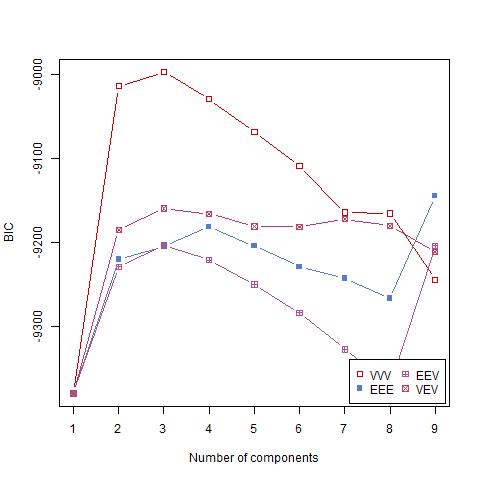 -9000
-9100
-9200
-9300
BIC
1 2 3 4 5 6 7 8 9
Number of components
VVV EEV
EEE VEV